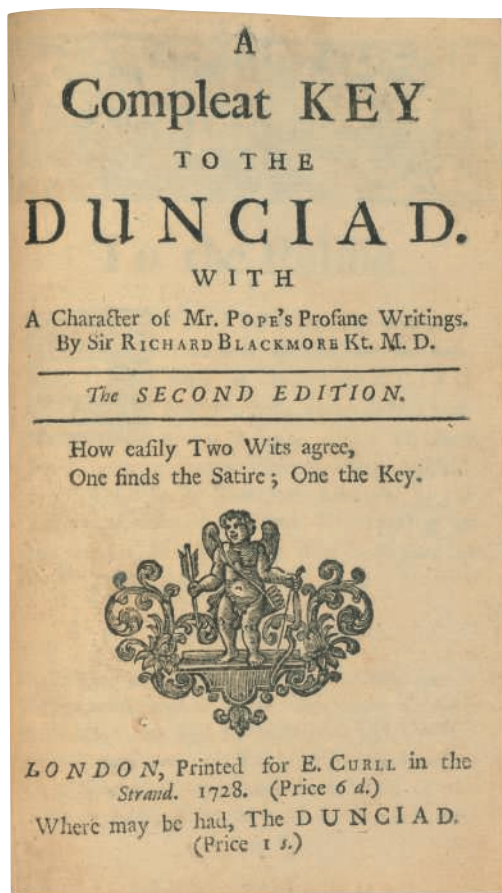 A
Compleat KEY
TO THE
DUNCIAD.
WITH
A Character of Mr. POPE's Profane Writings.
By Sir RICHARD BLACKMORE Kt. M. D.
The SECOND EDITION.
How easily Two Wits agree,
One finds the Satire; One the Key.
LONDON, Printed for E. CURLL in the
Strand. 1728. (Price 6 d.)
Where may be had, The DUNCIAD.
(Price 1 s.)